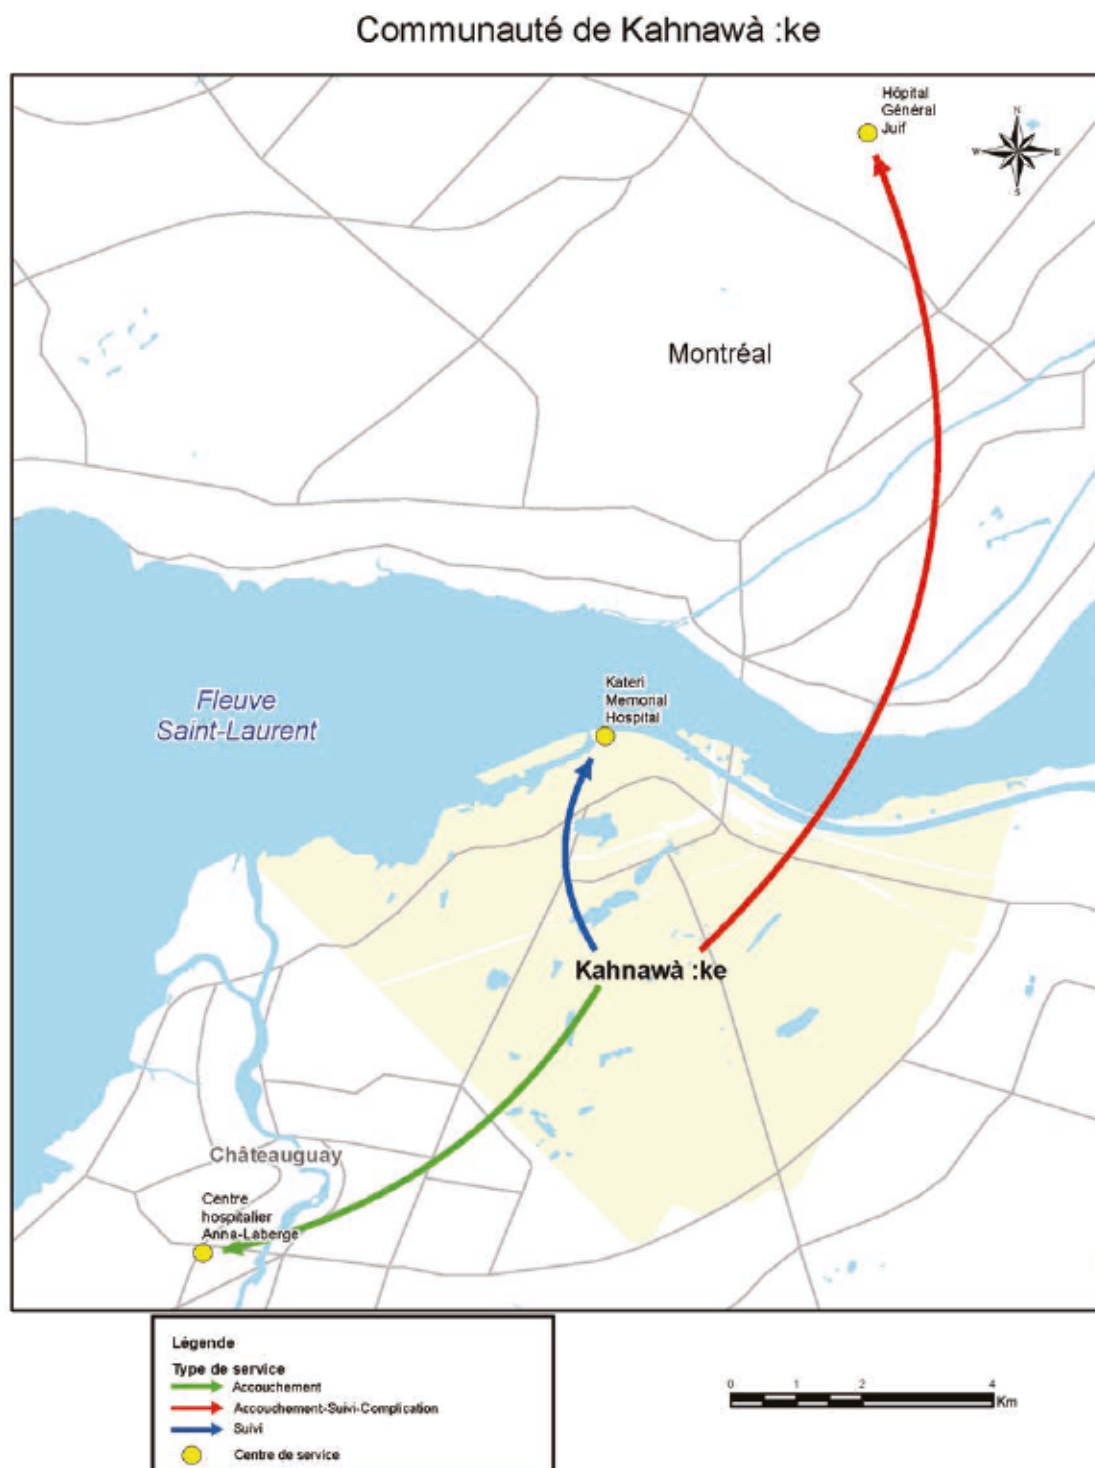 Communauté de Kahnawà :ke
Hôpital
Général
Juif
N
W
E
S
Montréal
Fleuve
Saint-Laurent
Kateri
Memorial
Hospital
Kahnawà :ke
Châteauguay
Centre
hospitalier
Anna-Laberge
Légende
Type de service
Accouchement
Accouchement-Suivi-Complication
Suivi
Centre de service
0 1 2 4
Km